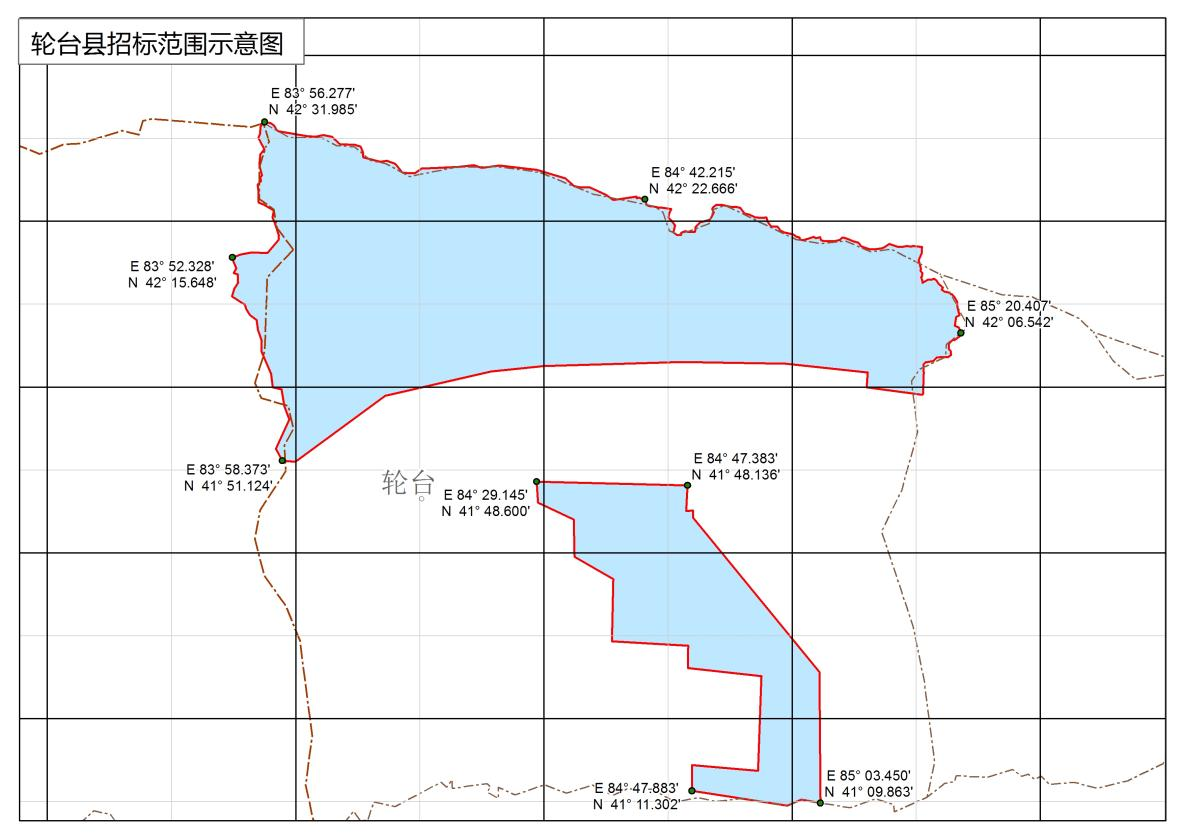 轮台县招标范围示意图
E 83° 56.277'
N 42° 31.985'
E 84° 42.215'
N 42° 22.666'
E 83° 52.328'
N 42° 15.648'
E 85° 20.407'
N 42° 06.542'
E 83° 58.373'
N 41° 51.124'
轮台
E 84° 29.145'
N 41° 48.600'
E 84° 47.383'
N 41° 48.136'
E 84° 47.883'
N 41° 11.302'
E 85° 03.450'
N 41° 09.863'